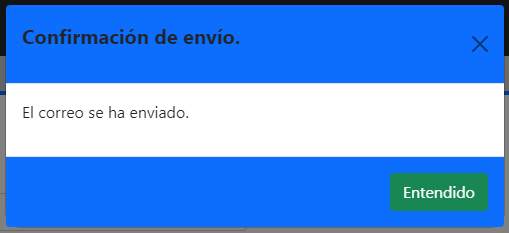 Confirmación de envío.
El correo se ha enviado.
Entendido